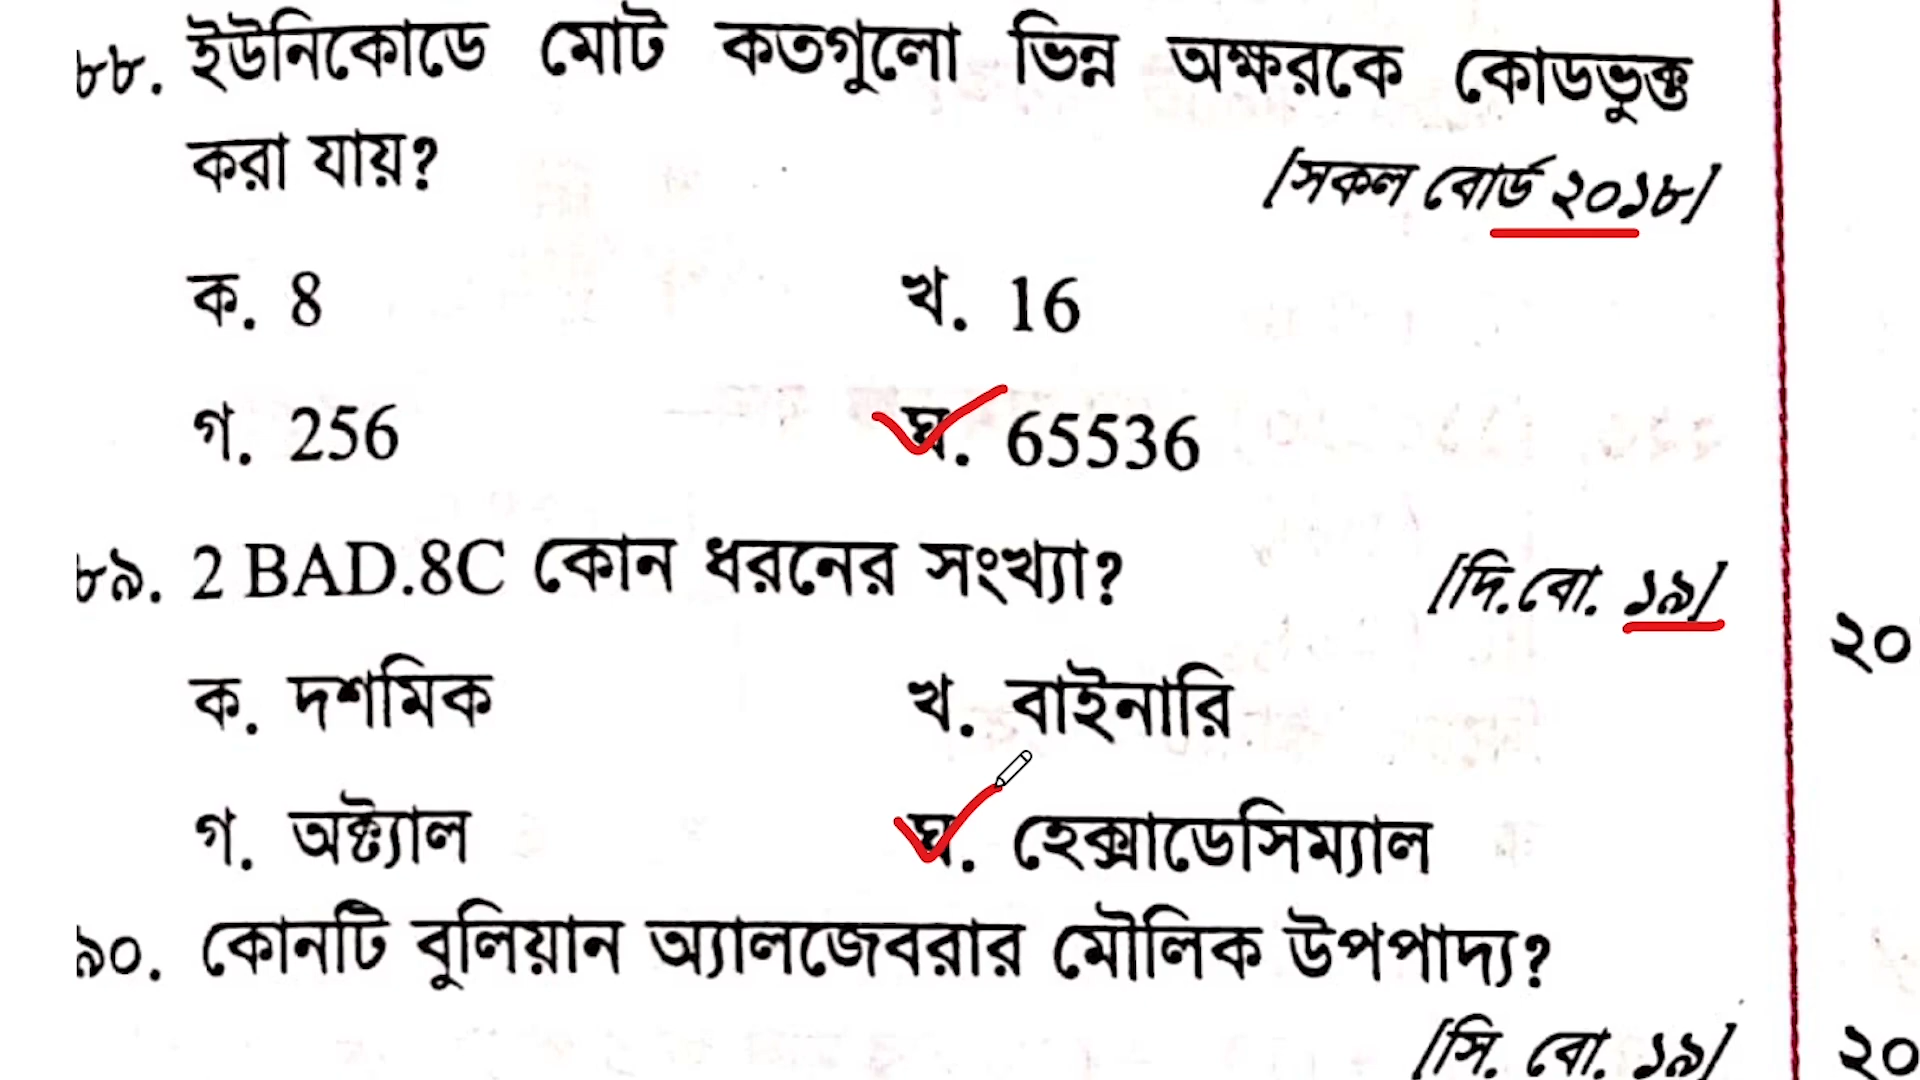 ৮৮. ইউনিকোডে মোট কতগুলো ভিন্ন অক্ষরকে কোডভুক্ত
করা যায়? [সকল বোর্ড ২০১৮]
ক. 8 খ. 16
গ. 256 ঘ. 65536
৮৯. 2 BAD.8C কোন ধরনের সংখ্যা? [দি.বো. ১৯]
ক. দশমিক খ. বাইনারি
গ. অক্ট্যাল ঘ. হেক্সাডেসিম্যাল
৯০. কোনটি বুলিয়ান অ্যালজেবরার মৌলিক উপপাদ্য?
[সি. বো. ১৯]
২০
২০